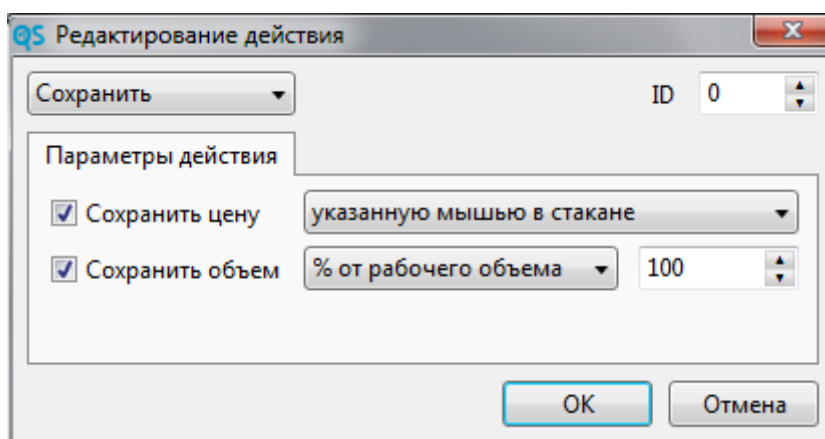 QS Редактирование действия
Сохранить ID 0
Параметры действия
Сохранить цену указанную мышью в стакане
Сохранить объем % от рабочего объема 100
OK Отмена